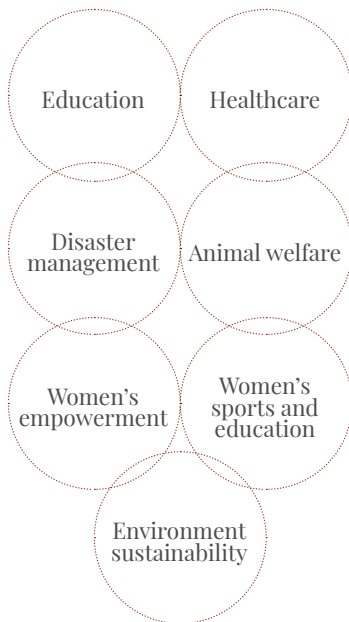 Education
Healthcare
Disaster
management
Animal welfare
Women’s
empowerment
Women’s
sports and
education
Environment
sustainability